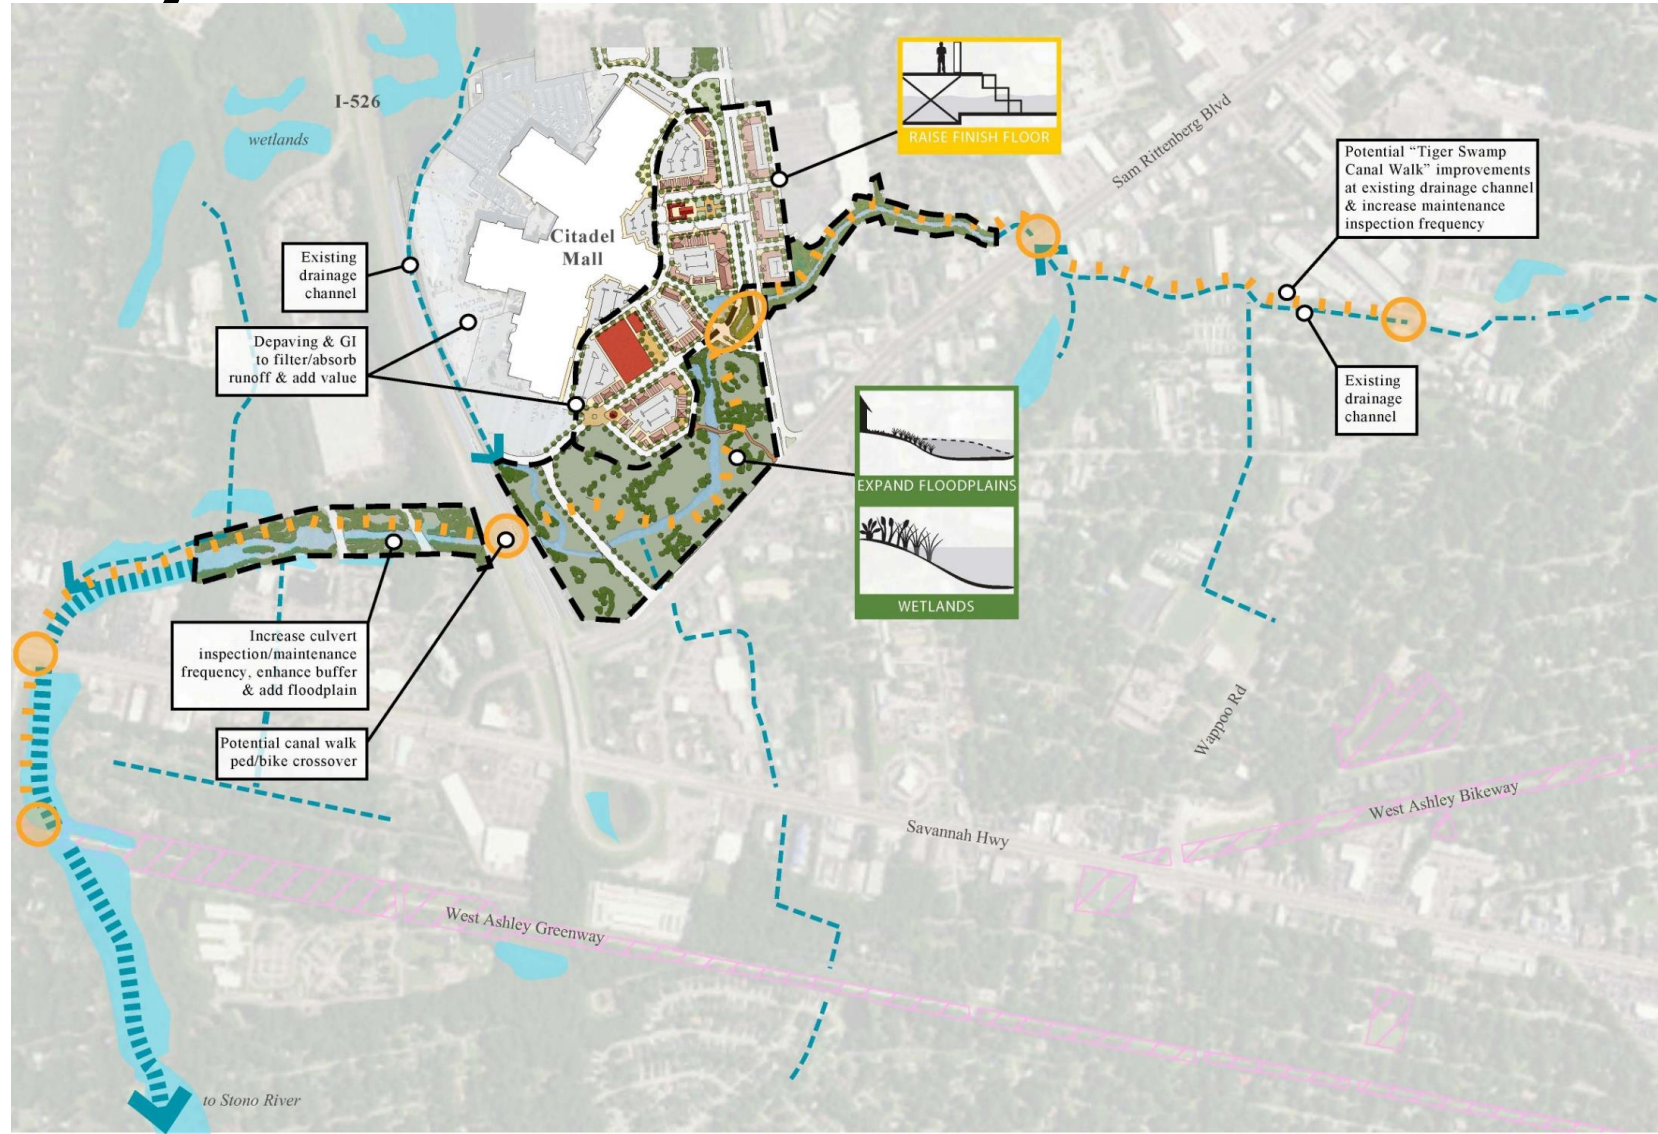 I-526
wetlands
RAISE FINISH FLOOR
Sam Rittenberg Blvd
Potential “Tiger Swamp
Canal Walk” improvements
at existing drainage channel
& increase maintenance
inspection frequency
Citadel
Mall
Existing
drainage
channel
Depaving & GI
to filter/absorb
runoff & add value
Existing
drainage
channel
EXPAND FLOODPLAINS
WETLANDS
Increase culvert
inspection/maintenance
frequency, enhance buffer
& add floodplain
Potential canal walk
ped/bike crossover
Wappoo Rd
West Ashley Bikeway
Savannah Hwy
West Ashley Greenway
to Stono River